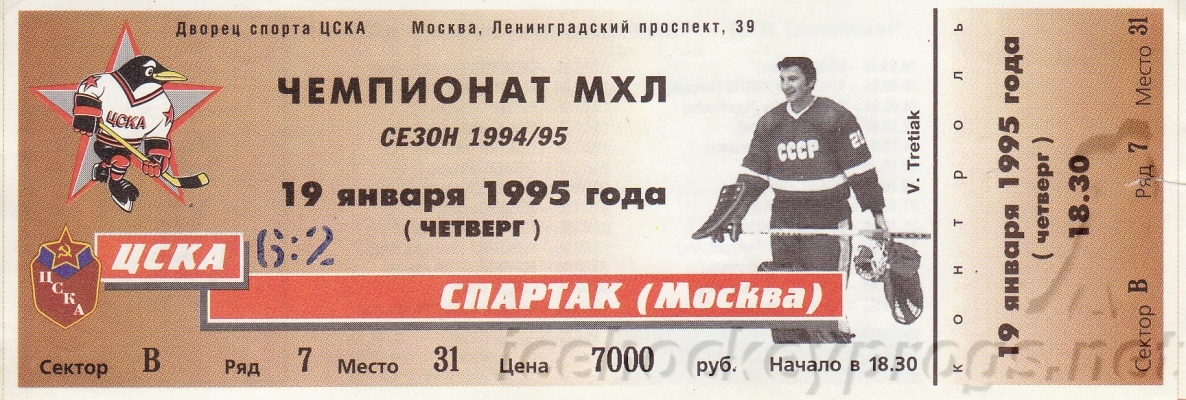 Дворец спорта ЦСКА Москва, Ленинградский проспект, 39
ЧЕМПИОНАТ МХЛ
СЕЗОН 1994/95
19 января 1995 года
( ЧЕТВЕРГ )
ЦСКА
СССР
20
V. Tretiak
ЦСКА
ЦСКА 6:2
СПАРТАК (Москва)
Сектор В Ряд 7 Место 31 Цена 7000 руб. Начало в 18.30
контроль
19 января 1995 года
( четверг )
18.30
Сектор В Ряд 7 Место 31
icehockeyprogs.net